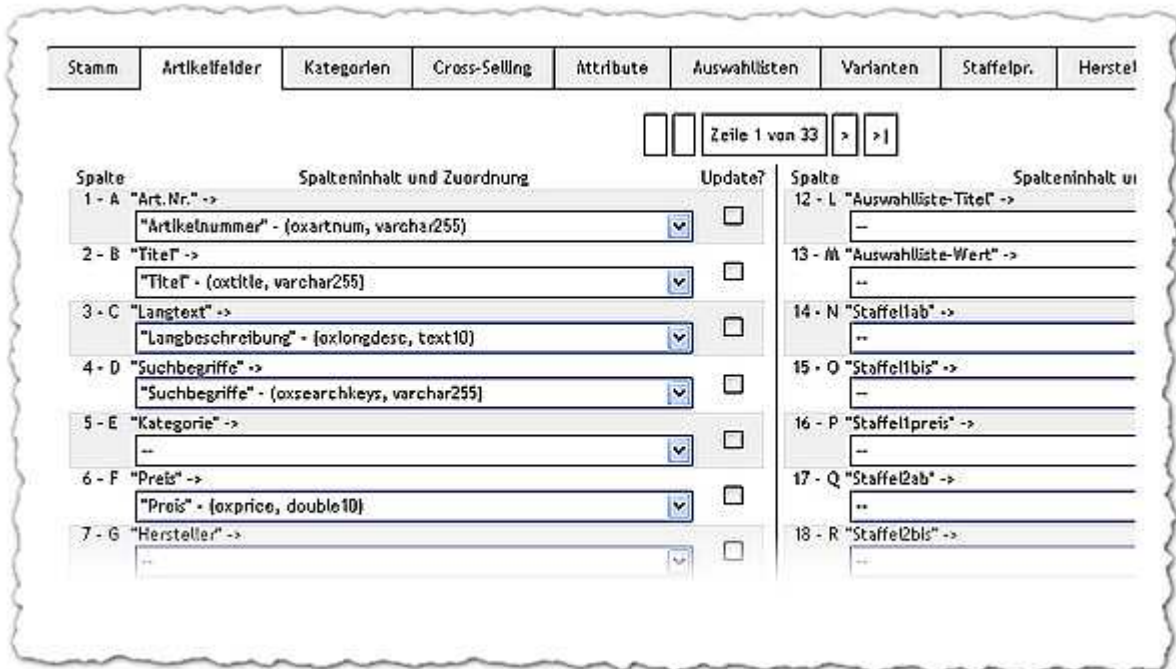 Stamm Artikelfelder Kategorien Cross-Selling Attribute Auswahllisten Varianten Staffelpr. Herstel
Zeile 1 von 33 > >|
Spalte Spalteninhalt und Zuordnung Update?
1 - A "Art.Nr." ->
"Artikelnummer" - (oxartnum, varchar255)
2 - B "Titel" ->
"Titel" - (oxtitle, varchar255)
3 - C "Langtext" ->
"Langbeschreibung" - (oxlongdesc, text10)
4 - D "Suchbegriffe" ->
"Suchbegriffe" - (oxsearchkeys, varchar255)
5 - E "Kategorie" ->
--
6 - F "Preis" ->
"Preis" - (oxprice, double10)
7 - G "Hersteller" ->
--
Spalte Spalteninhalt u
12 - L "Auswahlliste-Titel" ->
--
13 - M "Auswahlliste-Wert" ->
--
14 - N "Staffel1ab" ->
--
15 - O "Staffel1bis" ->
--
16 - P "Staffel1preis" ->
--
17 - Q "Staffel2ab" ->
--
18 - R "Staffel2bis" ->
--